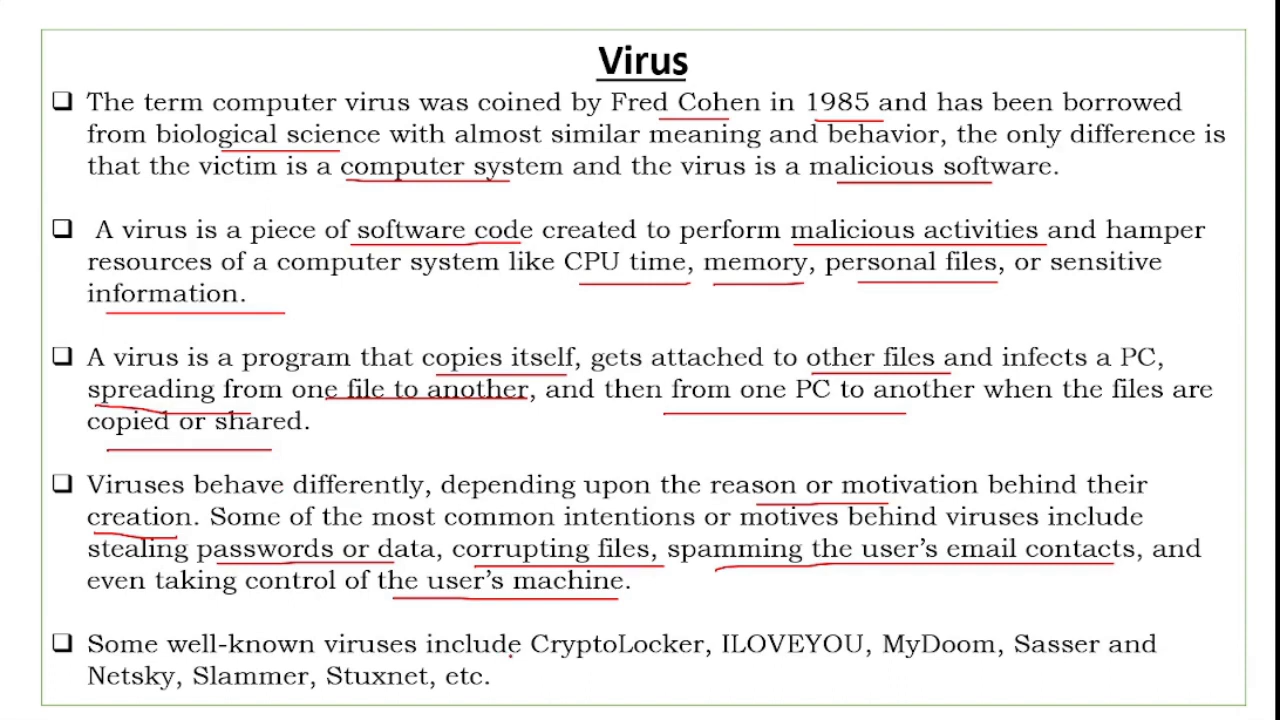 Virus
❑ The term computer virus was coined by Fred Cohen in 1985 and has been borrowed
from biological science with almost similar meaning and behavior, the only difference is
that the victim is a computer system and the virus is a malicious software.
❑ A virus is a piece of software code created to perform malicious activities and hamper
resources of a computer system like CPU time, memory, personal files, or sensitive
information.
❑ A virus is a program that copies itself, gets attached to other files and infects a PC,
spreading from one file to another, and then from one PC to another when the files are
copied or shared.
❑ Viruses behave differently, depending upon the reason or motivation behind their
creation. Some of the most common intentions or motives behind viruses include
stealing passwords or data, corrupting files, spamming the user’s email contacts, and
even taking control of the user’s machine.
❑ Some well-known viruses include CryptoLocker, ILOVEYOU, MyDoom, Sasser and
Netsky, Slammer, Stuxnet, etc.